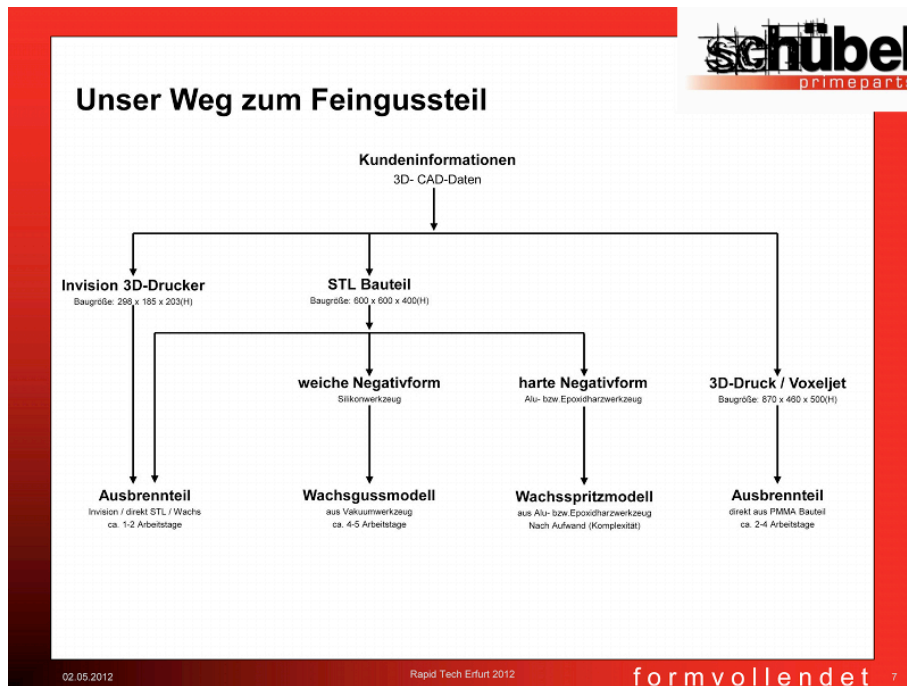 schübel
primeparts
Unser Weg zum Feingussteil
Kundeninformationen
3D- CAD-Daten
Invision 3D-Drucker
Baugröße: 298 x 185 x 203(H)
STL Bauteil
Baugröße: 600 x 600 x 400(H)
weiche Negativform
Silikonwerkzeug
harte Negativform
Alu- bzw.Epoxidharzwerkzeug
3D-Druck / Voxeljet
Baugröße: 870 x 460 x 500(H)
Ausbrennteil
Invision / direkt STL / Wachs
ca. 1-2 Arbeitstage
Wachsgussmodell
aus Vakuumwerkzeug
ca. 4-5 Arbeitstage
Wachsspritzmodell
aus Alu- bzw.Epoxidharzwerkzeug
Nach Aufwand (Komplexität)
Ausbrennteil
direkt aus PMMA Bauteil
ca. 2-4 Arbeitstage
02.05.2012
Rapid Tech Erfurt 2012
formvollendet
7